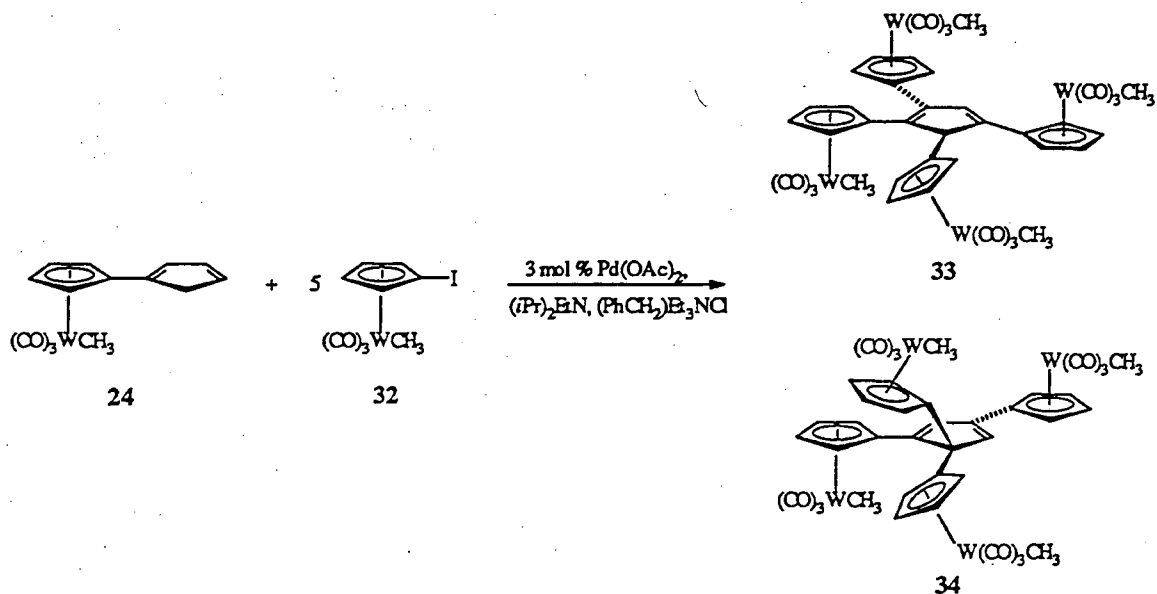 W(CO)₃CH₃
W(CO)₃CH₃
(CO)₃WCH₃
W(CO)₃CH₃
33
+ 5 I
3 mol % Pd(OAc)₂,
(iPr)₂EtN, (PhCH₂)Et₃NCl
(CO)₃WCH₃
24
(CO)₃WCH₃
32
(CO)₃WCH₃
W(CO)₃CH₃
(CO)₃WCH₃
W(CO)₃CH₃
34